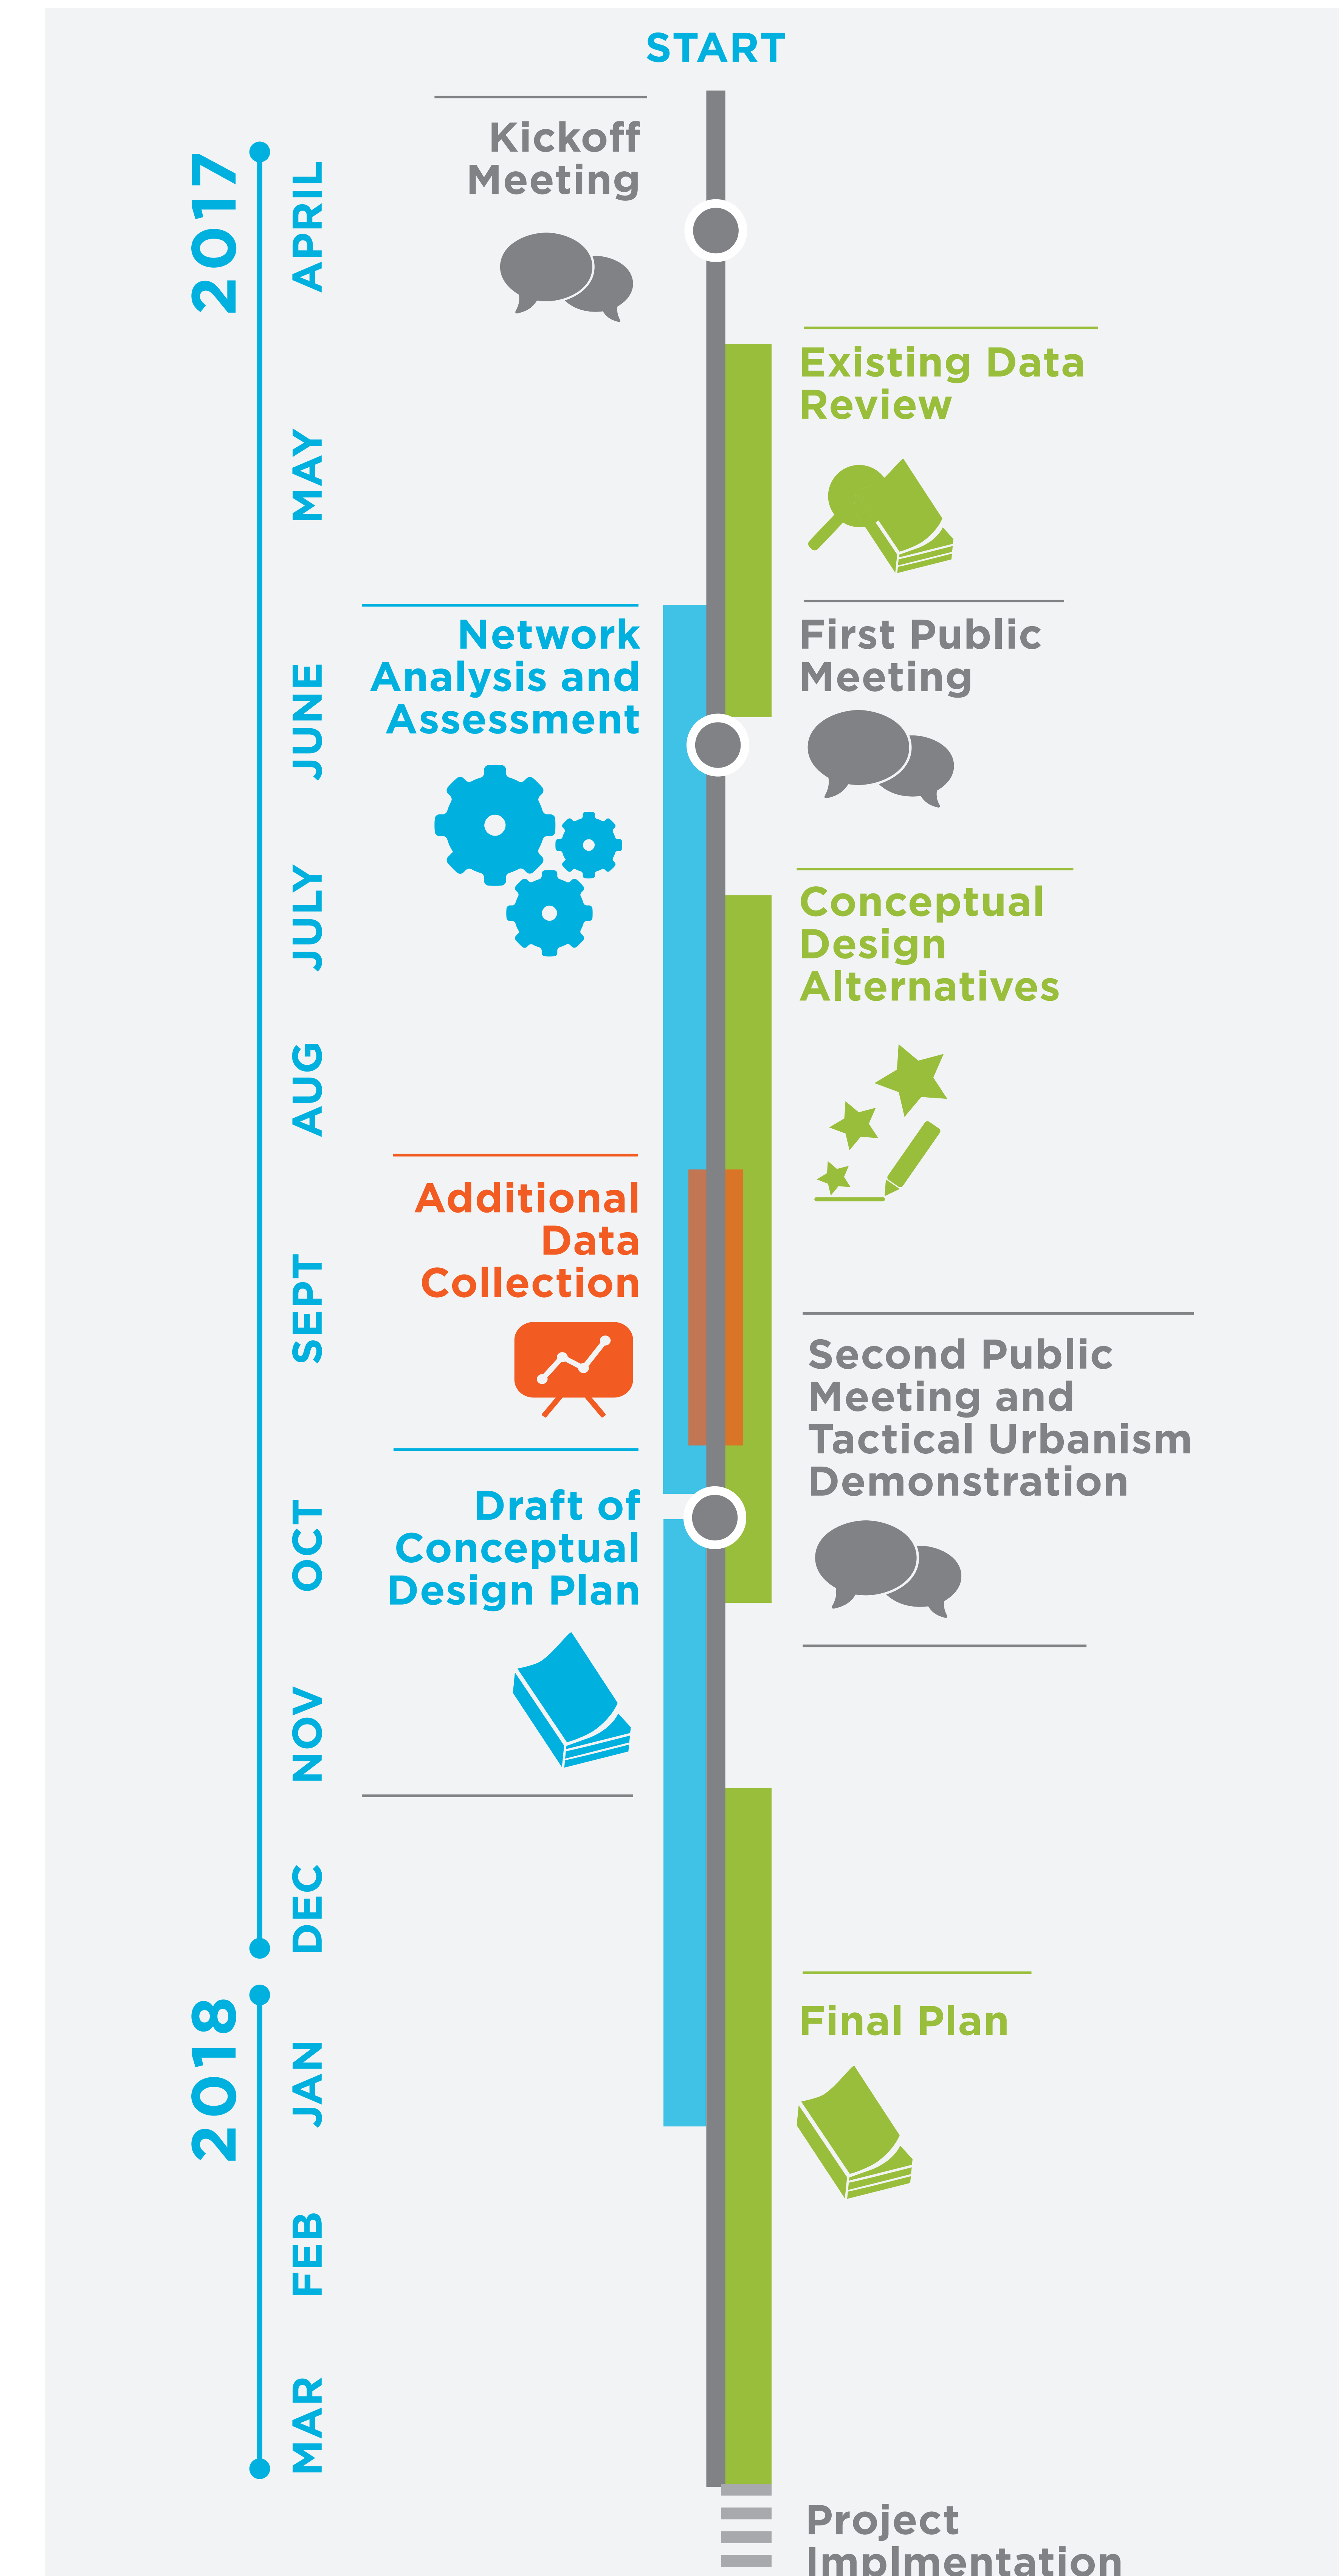 START
Kickoff
Meeting
2017
APRIL
Existing Data
Review
MAY
Network
Analysis and
Assessment
First Public
Meeting
JUNE
JULY
Conceptual
Design
Alternatives
AUG
Additional
Data
Collection
SEPT
Second Public
Meeting and
Tactical Urbanism
Demonstration
Draft of
Conceptual
Design Plan
OCT
NOV
DEC
2018
JAN
Final Plan
FEB
MAR
Project
Implmentation